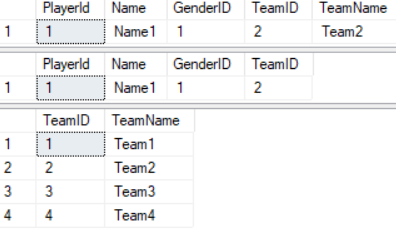 PlayerId Name GenderID TeamID TeamName
1 1 Name1 1 2 Team2
PlayerId Name GenderID TeamID
1 1 Name1 1 2
TeamID TeamName
1 1 Team1
2 2 Team2
3 3 Team3
4 4 Team4